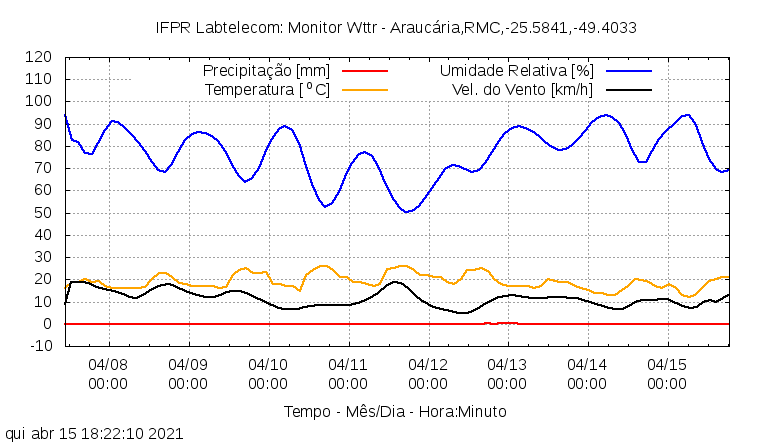 IFPR Labtelecom: Monitor Wttr - Araucária,RMC,-25.5841,-49.4033
120
110
100
90
80
70
60
50
40
30
20
10
0
-10
Precipitação [mm]
Temperatura [ ⁰C]
Umidade Relativa [%]
Vel. do Vento [km/h]
04/08 04/09 04/10 04/11 04/12 04/13 04/14 04/15
00:00 00:00 00:00 00:00 00:00 00:00 00:00 00:00
Tempo - Mês/Dia - Hora:Minuto
qui abr 15 18:22:10 2021